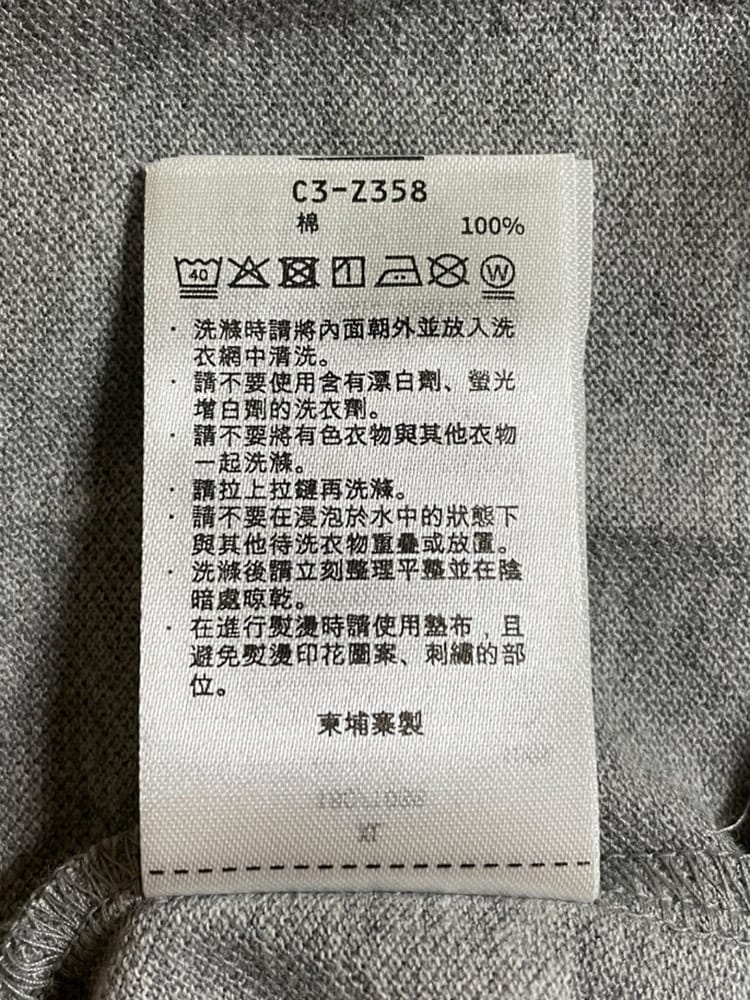 C3-Z358
棉 100%
40 W
· 洗滌時請將內面朝外並放入洗
衣網中清洗。
· 請不要使用含有漂白劑、螢光
增白劑的洗衣劑。
· 請不要將有色衣物與其他衣物
一起洗滌。
· 請拉上拉鏈再洗滌。
· 請不要在浸泡於水中的狀態下
與其他待洗衣物重疊或放置。
· 洗滌後請立刻整理平整並在陰
暗處晾乾。
· 在進行熨燙時請使用墊布，且
避免熨燙印花圖案、刺繡的部
位。
柬埔寨製